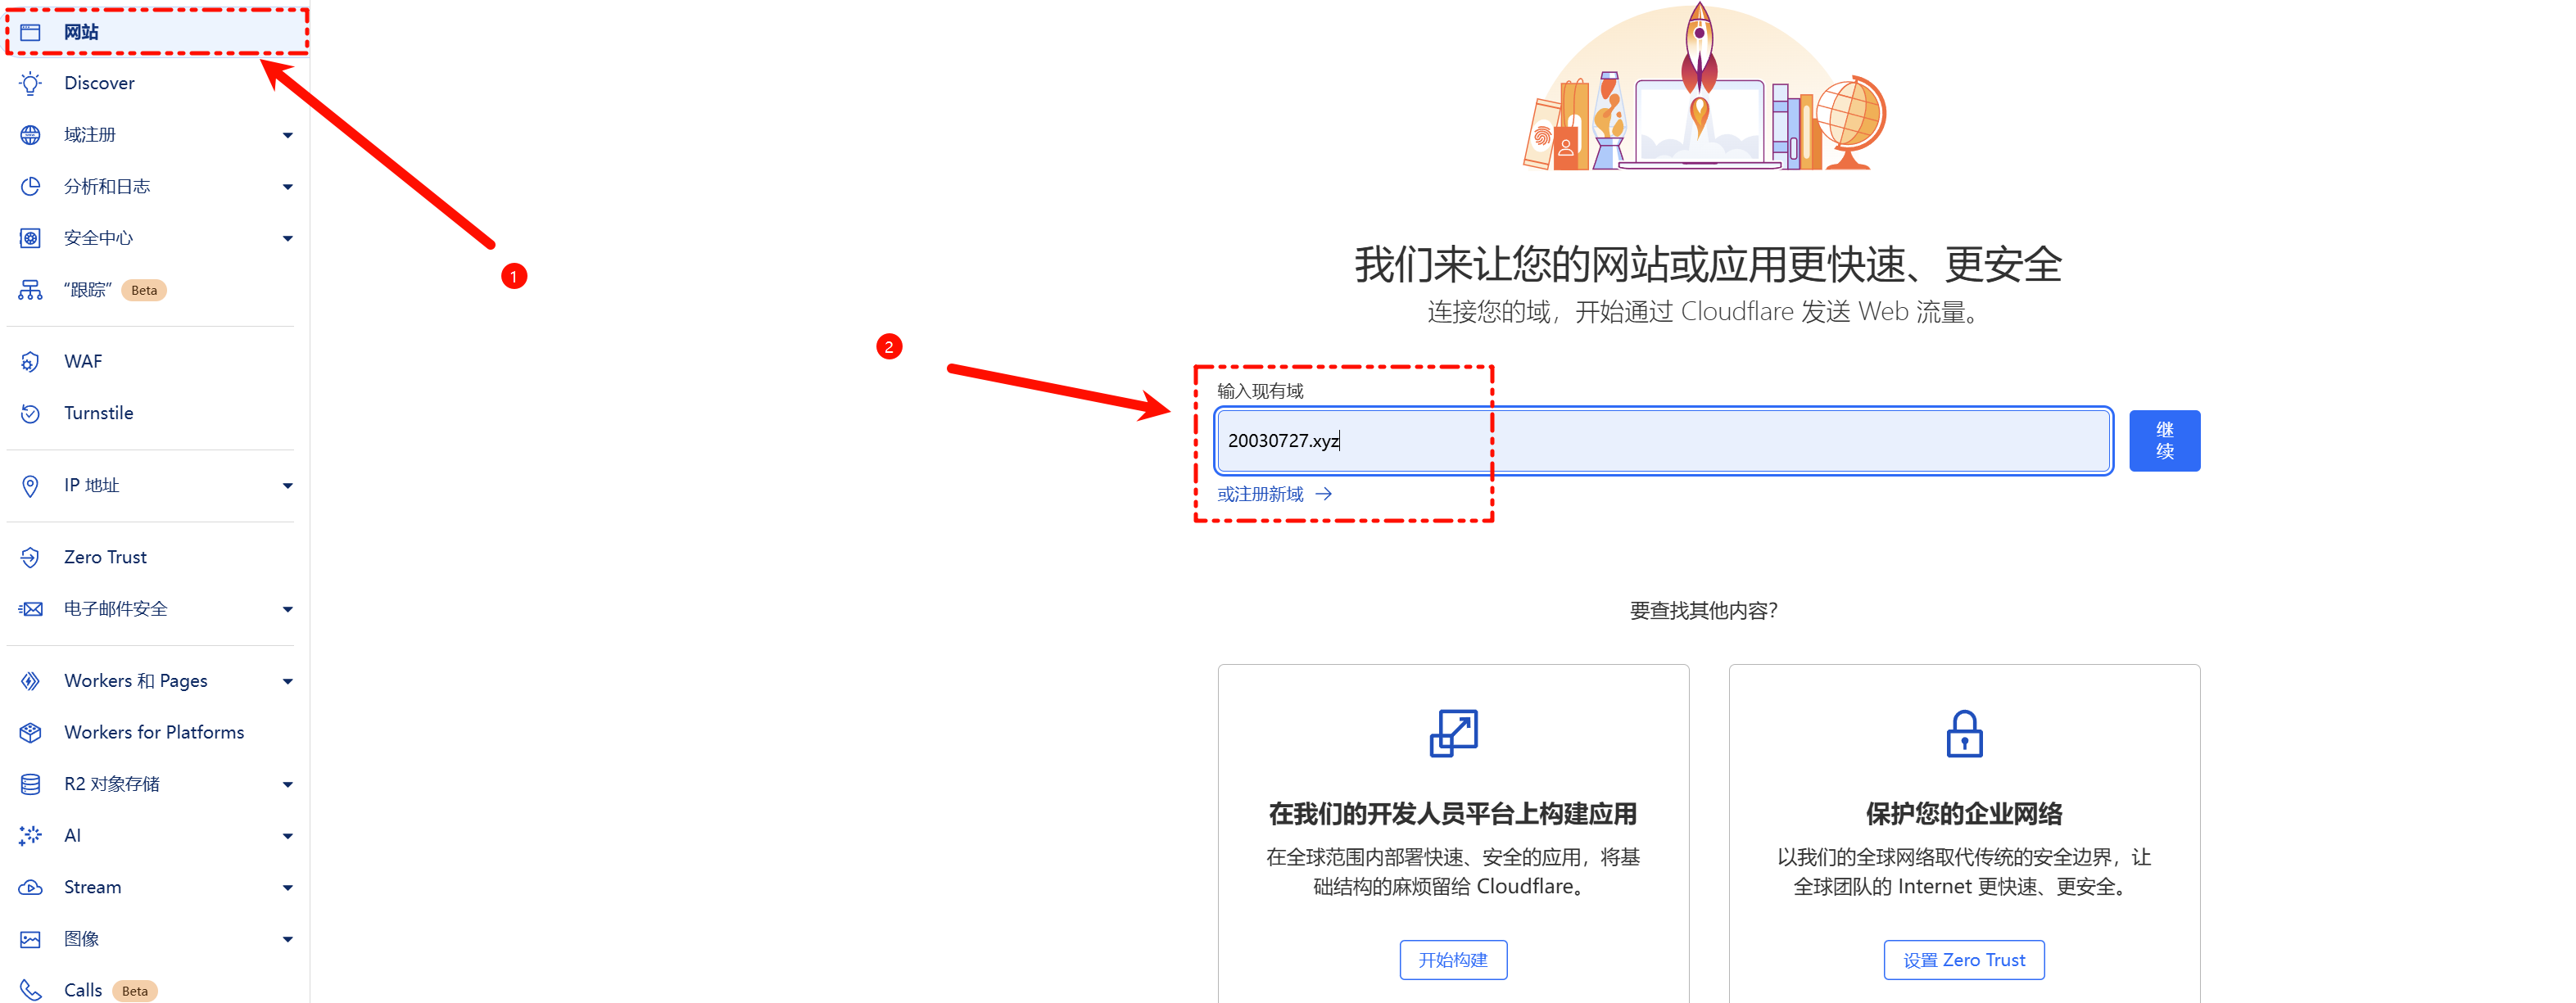 网站
Discover
域注册
分析和日志
安全中心
“跟踪” Beta
WAF
Turnstile
IP 地址
Zero Trust
电子邮件安全
Workers 和 Pages
Workers for Platforms
R2 对象存储
AI
Stream
图像
Calls Beta
1
2
我们来让您的网站或应用更快速、更安全
连接您的域，开始通过 Cloudflare 发送 Web 流量。
输入现有域
20030727.xyz
继
续
或注册新域
要查找其他内容？
在我们的开发人员平台上构建应用
在全球范围内部署快速、安全的应用，将基
础结构的麻烦留给 Cloudflare。
开始构建
保护您的企业网络
以我们的全球网络取代传统的安全边界，让
全球团队的 Internet 更快速、更安全。
设置 Zero Trust